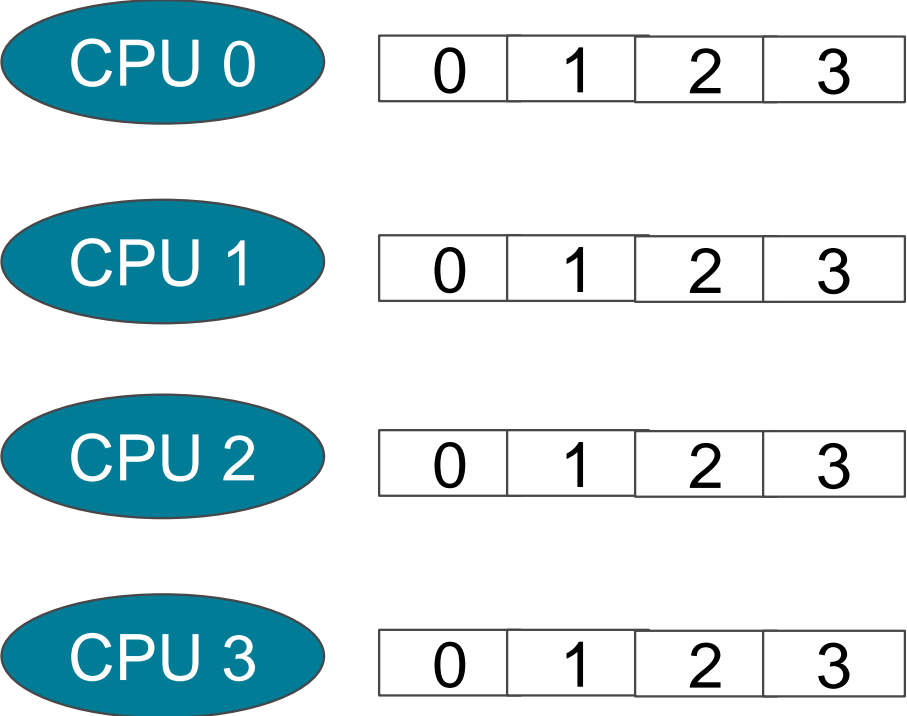 CPU 0 0 1 2 3
CPU 1 0 1 2 3
CPU 2 0 1 2 3
CPU 3 0 1 2 3